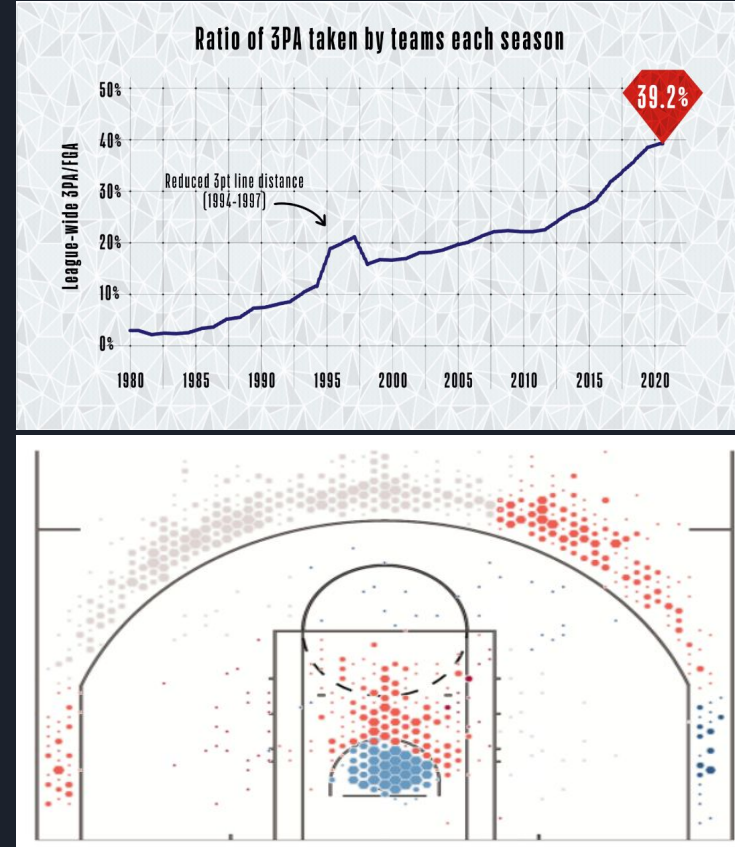 Ratio of 3PA taken by teams each season
39.2%
50%
40%
30%
20%
10%
0%
League-wide 3PA/FGA
Reduced 3pt line distance
(1994-1997)
1980 1985 1990 1995 2000 2005 2010 2015 2020